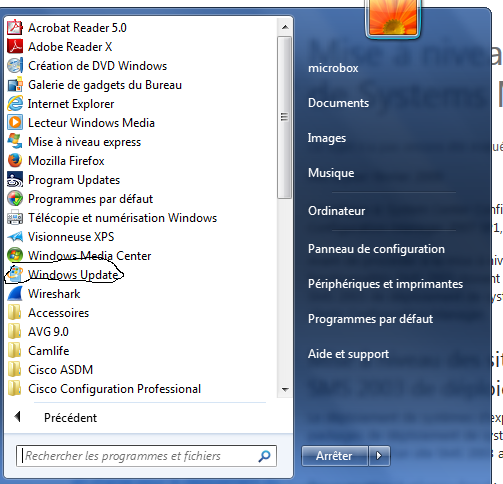 Acrobat Reader 5.0
Adobe Reader X
Création de DVD Windows
Galerie de gadgets du Bureau
Internet Explorer
Lecteur Windows Media
Mise à niveau express
Mozilla Firefox
Program Updates
Programmes par défaut
Télécopie et numérisation Windows
Visionneuse XPS
Windows Media Center
Windows Update
Wireshark
Accessoires
AVG 9.0
Camlife
Cisco ASDM
Cisco Configuration Professional
Précédent
Rechercher les programmes et fichiers
microbox
Documents
Images
Musique
Ordinateur
Panneau de configuration
Périphériques et imprimantes
Programmes par défaut
Aide et support
Arrêter
Mise à nivea
de Systems M